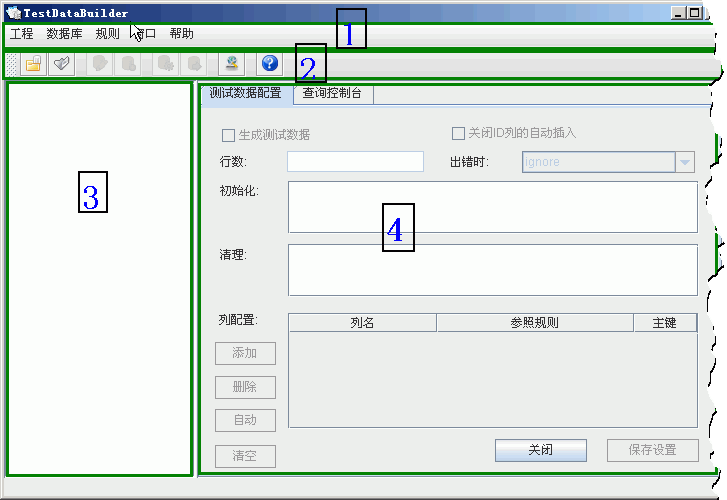 TestDataBuilder
工程 数据库 规则 窗口 帮助
1
2
测试数据配置 查询控制台
生成测试数据 关闭ID列的自动插入
行数: 出错时: ignore
3
初始化:
4
清理:
列配置: 列名 参照规则 主键
添加
删除
自动
关闭 保存设置
清空